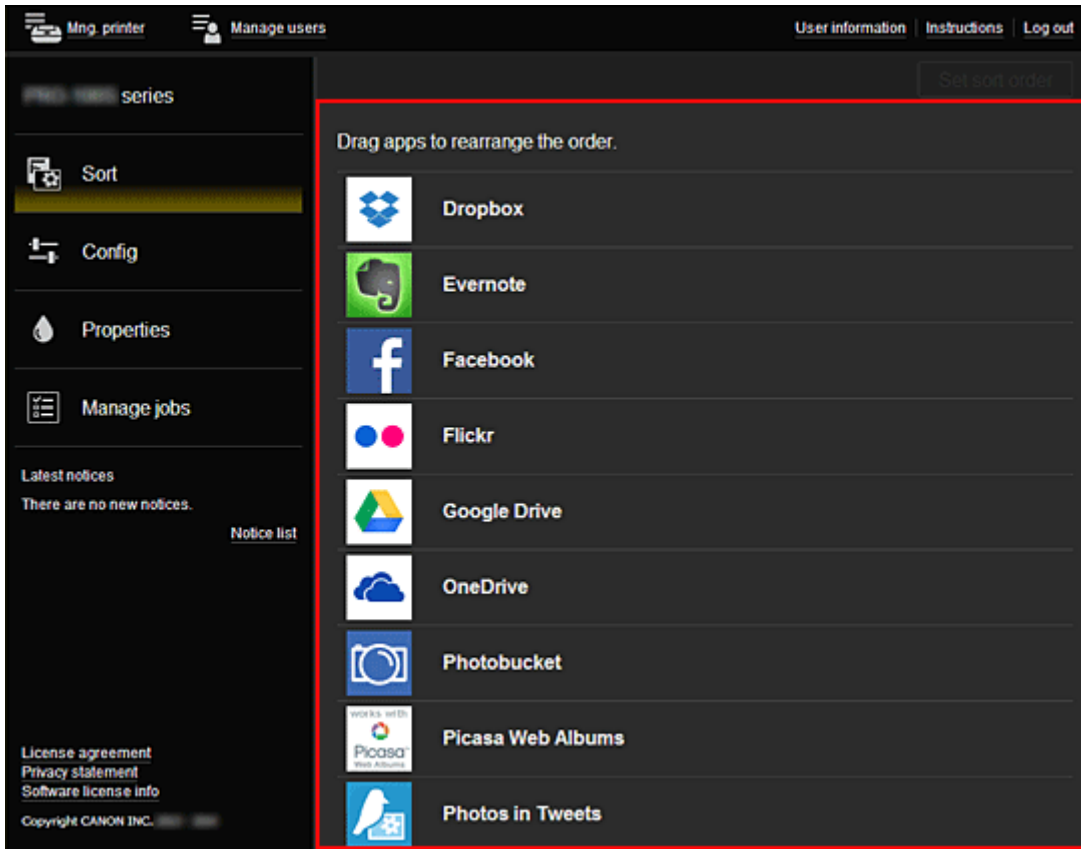 Mng. printer
Manage users
User information
Instructions
Log out
series
Set sort order
Sort
Config
Properties
Manage jobs
Latest notices
There are no new notices.
Notice list
License agreement
Privacy statement
Software license info
Copyright CANON INC.
Drag apps to rearrange the order.
Dropbox
Evernote
Facebook
Flickr
Google Drive
OneDrive
Photobucket
works with
Picasa
Web Albums
Picasa Web Albums
Photos in Tweets